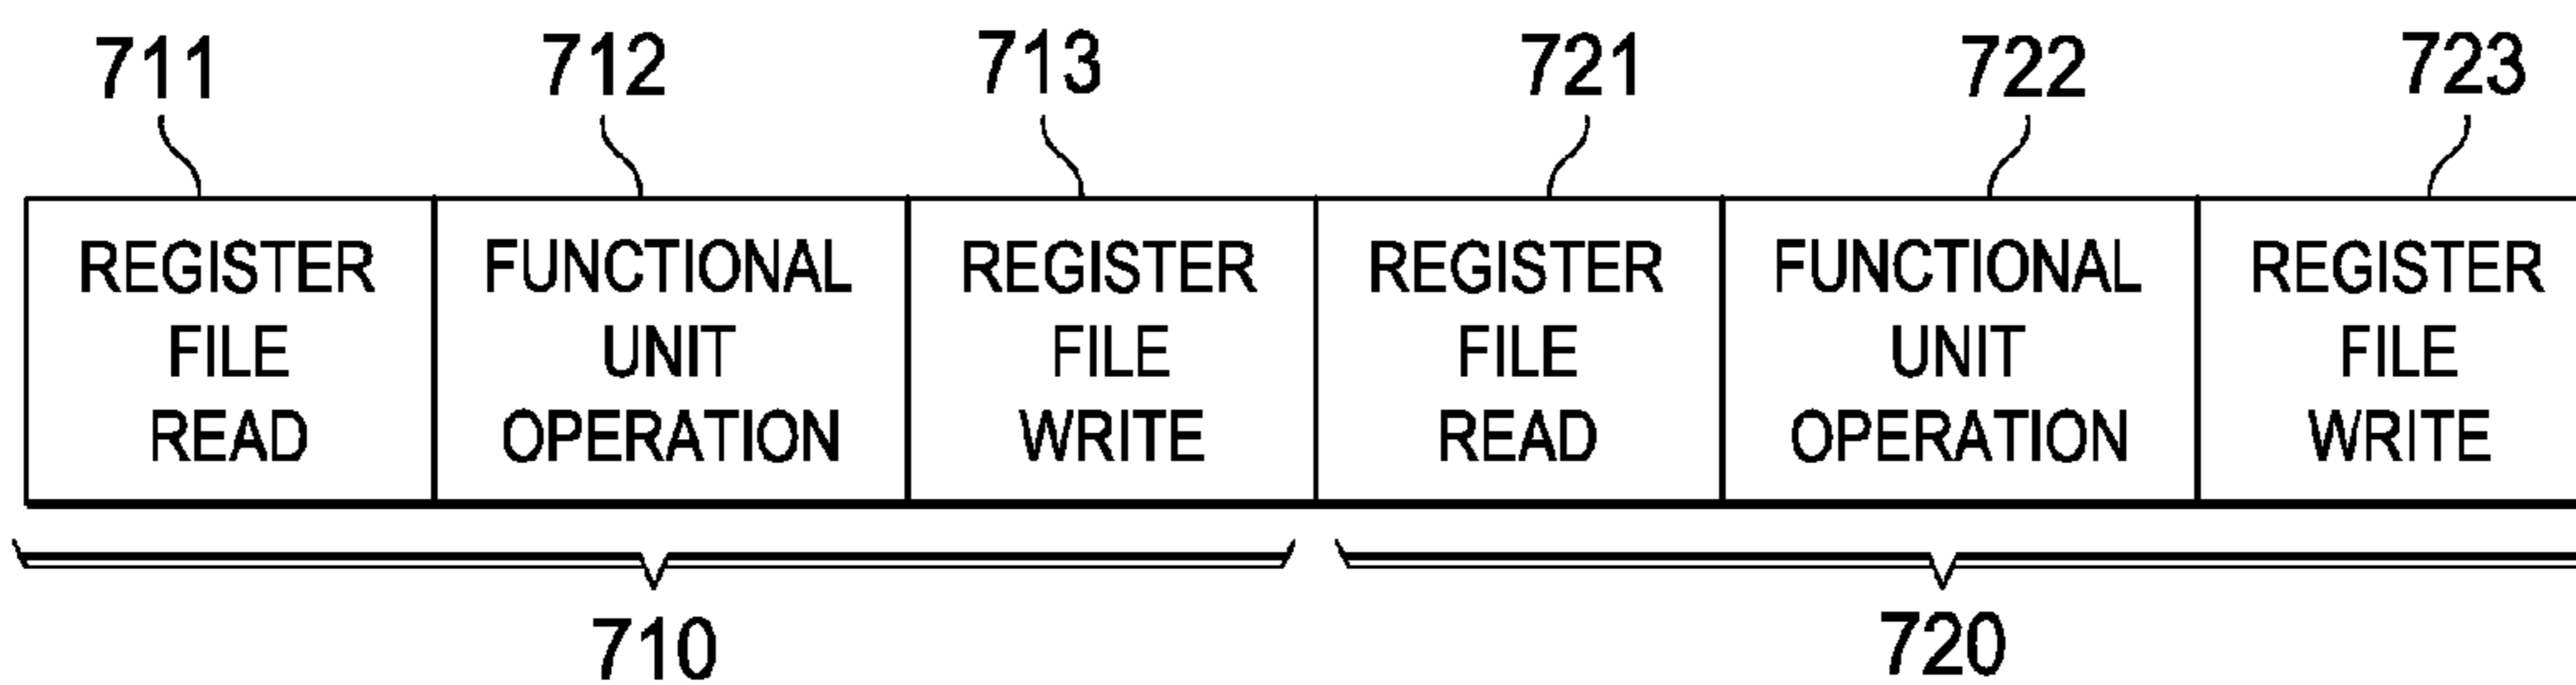 711 712 713 721 722 723
REGISTER FILE READ
FUNCTIONAL UNIT OPERATION
REGISTER FILE WRITE
REGISTER FILE READ
FUNCTIONAL UNIT OPERATION
REGISTER FILE WRITE
710 720